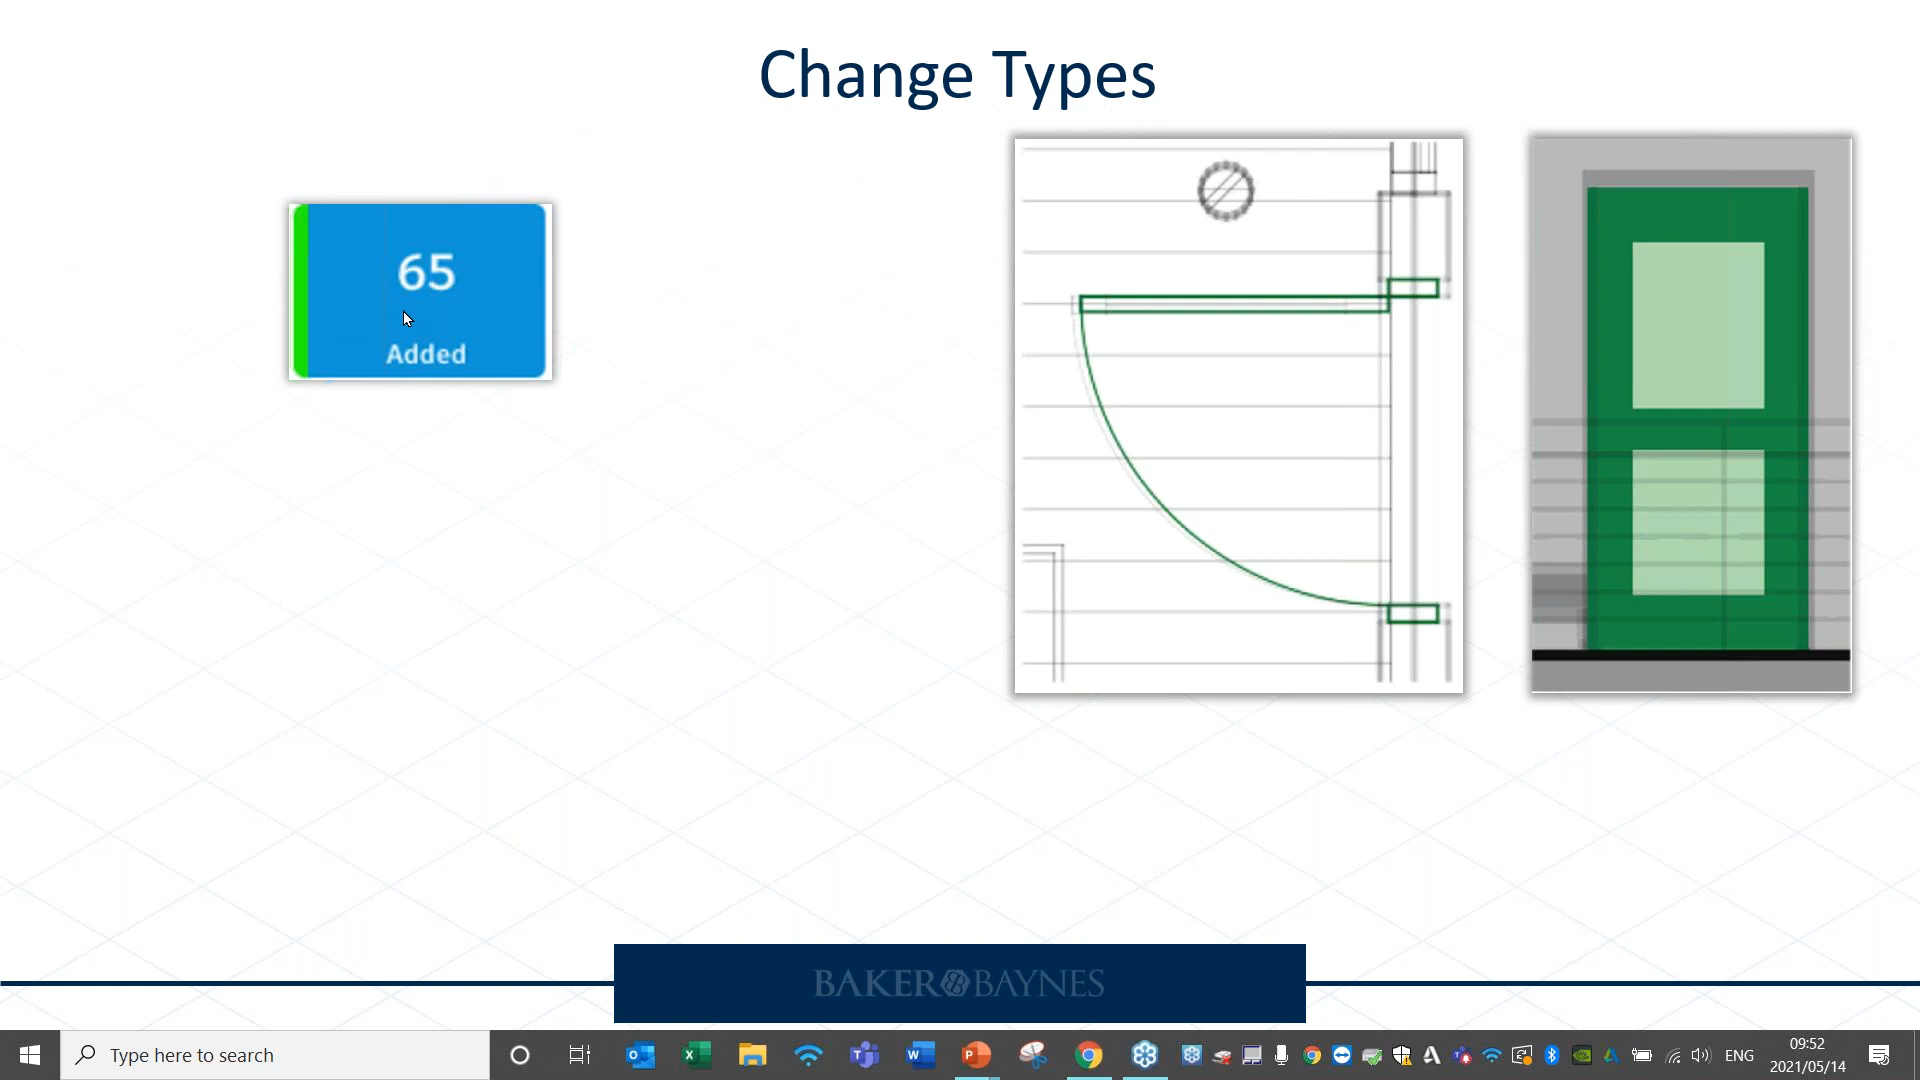 Change Types
65
Added
BAKER BAYNES
Type here to search
ENG
09:52
2021/05/14